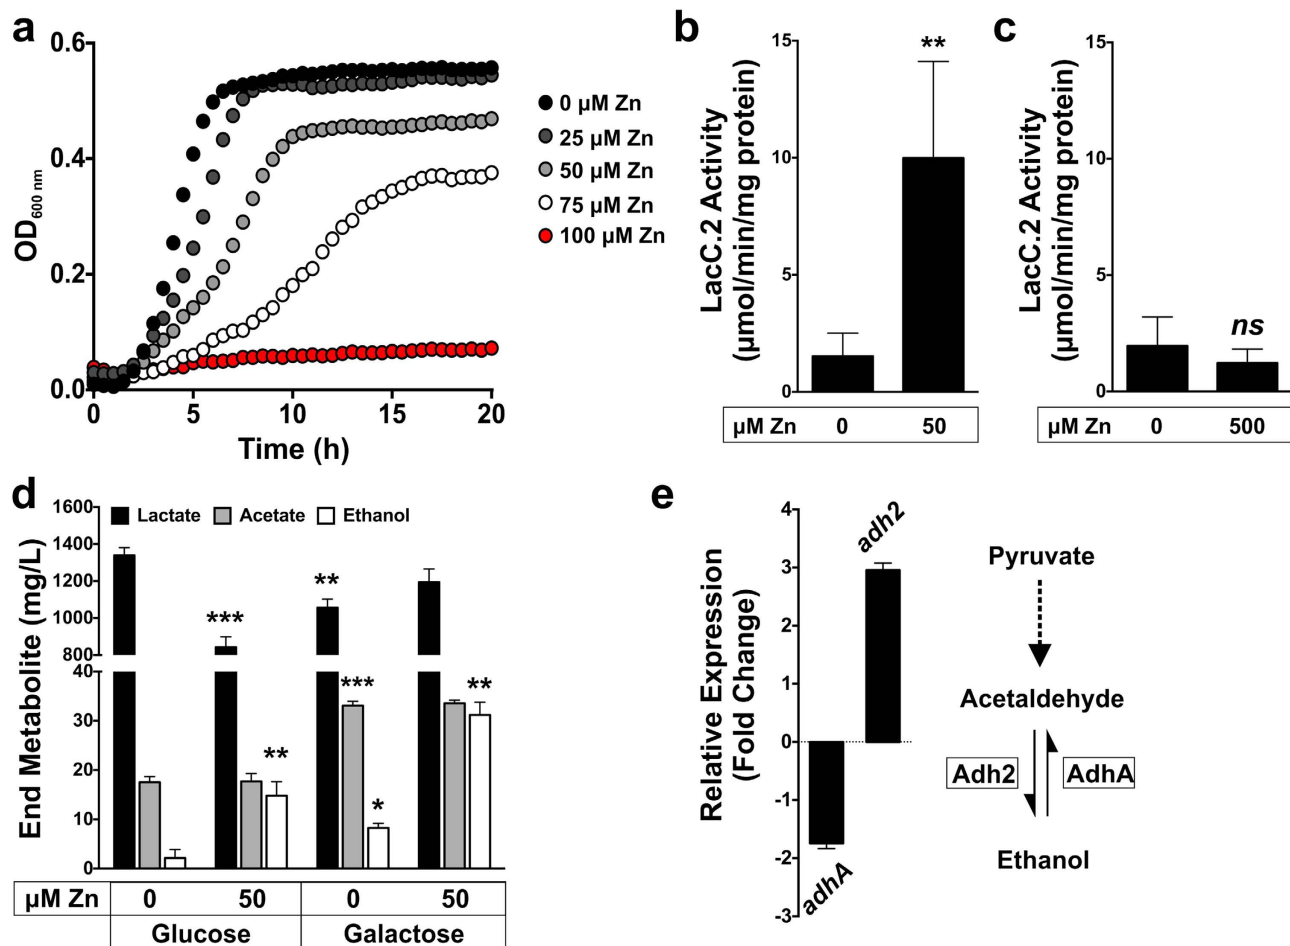 a
0.6
0.4
0.2
0.0
OD600 nm
0
5
10
15
20
Time (h)
0 µM Zn
25 µM Zn
50 µM Zn
75 µM Zn
100 µM Zn
b
15
10
5
0
LacC.2 Activity
(µmol/min/mg protein)
**
µM Zn 0 50
c
15
10
5
0
LacC.2 Activity
(µmol/min/mg protein)
ns
µM Zn 0 500
d
1600
1400
1200
1000
800
40
30
20
10
0
End Metabolite (mg/L)
Lactate Acetate Ethanol
***
**
**
***
*
**
µM Zn 0 50 0 50
Glucose Galactose
e
4
3
2
1
0
-1
-2
-3
Relative Expression
(Fold Change)
adh2
adhA
Pyruvate
Acetaldehyde
Adh2 AdhA
Ethanol